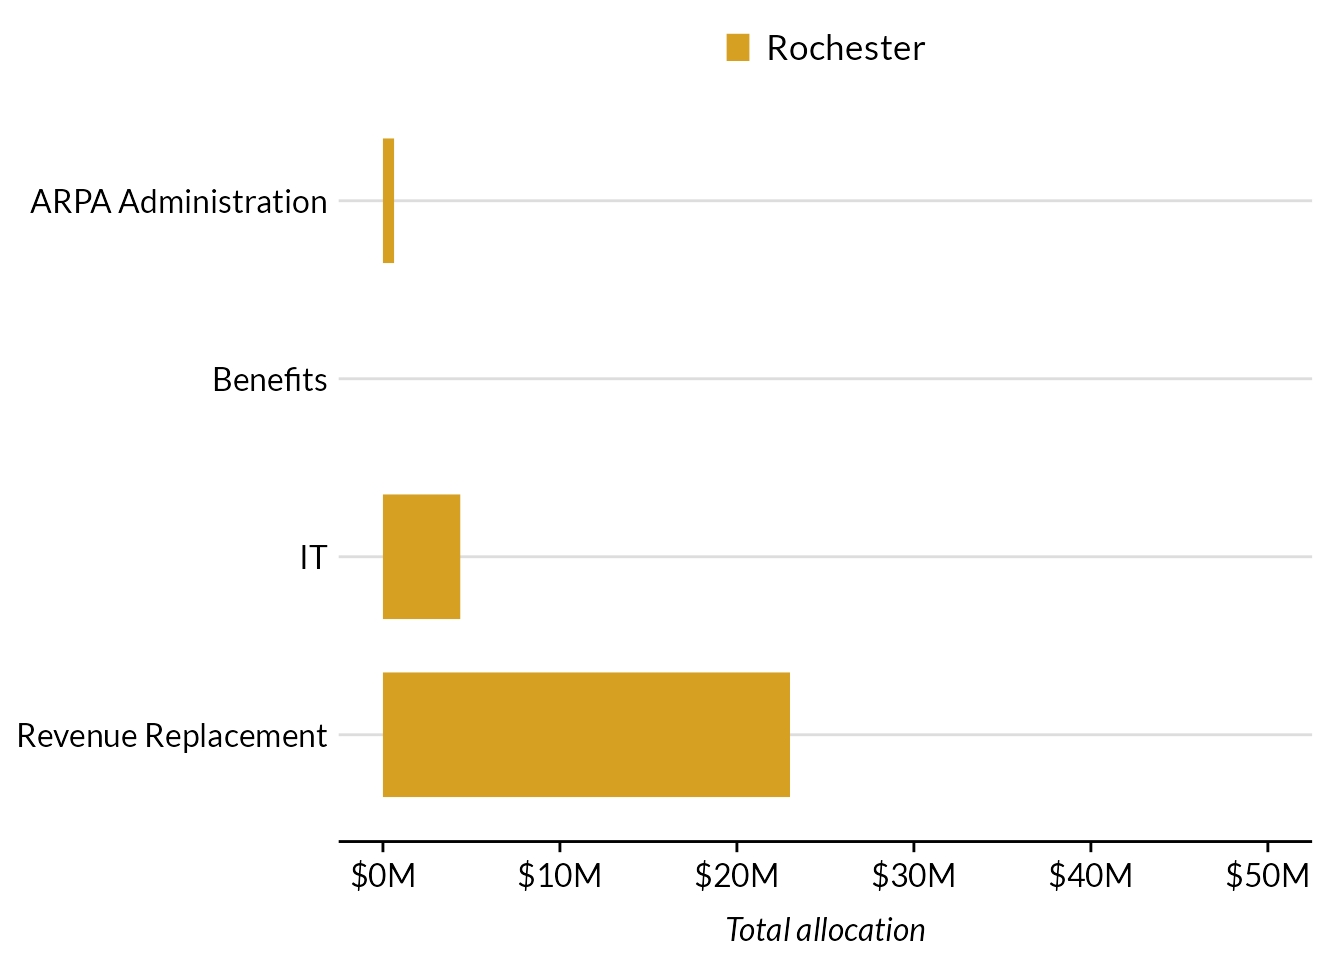 Rochester
ARPA Administration
Benefits
IT
Revenue Replacement
$0M $10M $20M $30M $40M $50M
Total allocation